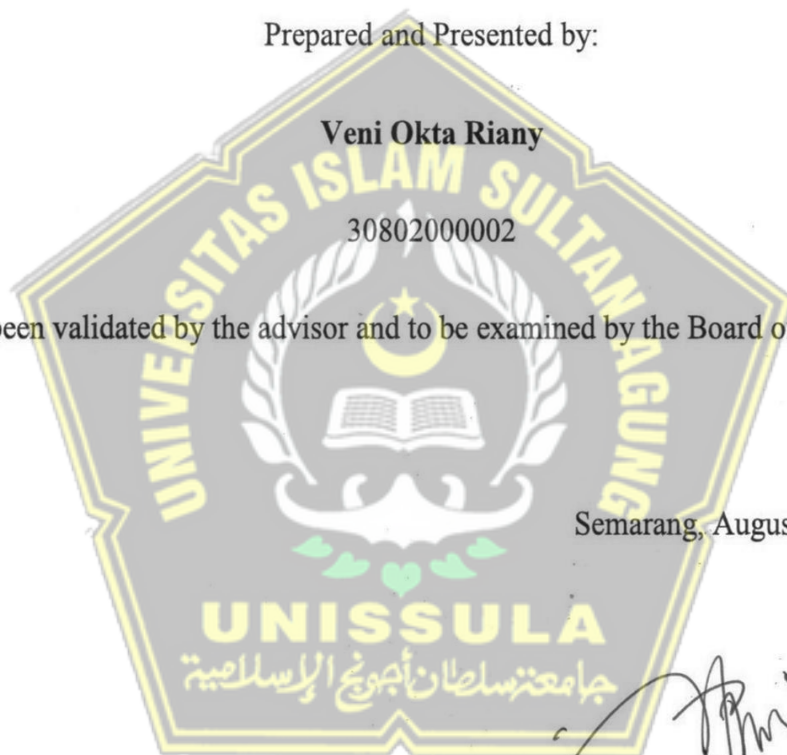 Prepared and Presented by:
Veni Okta Riany
UNIVERSITAS ISLAM SULTAN AGUNG
30802000002
been validated by the advisor and to be examined by the Board o
Semarang, Augus
UNISSULA
جامعة سلطان أجونج الإسلامية